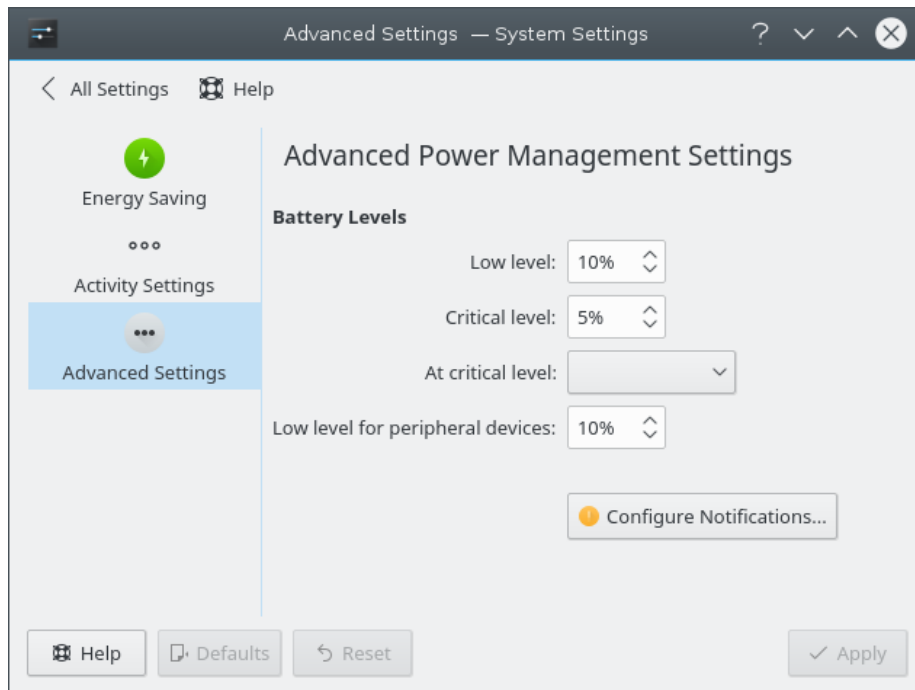 Advanced Settings — System Settings
All Settings Help
Energy Saving
Activity Settings
Advanced Settings
Advanced Power Management Settings
Battery Levels
Low level: 10%
Critical level: 5%
At critical level:
Low level for peripheral devices: 10%
Configure Notifications...
Help Defaults Reset Apply